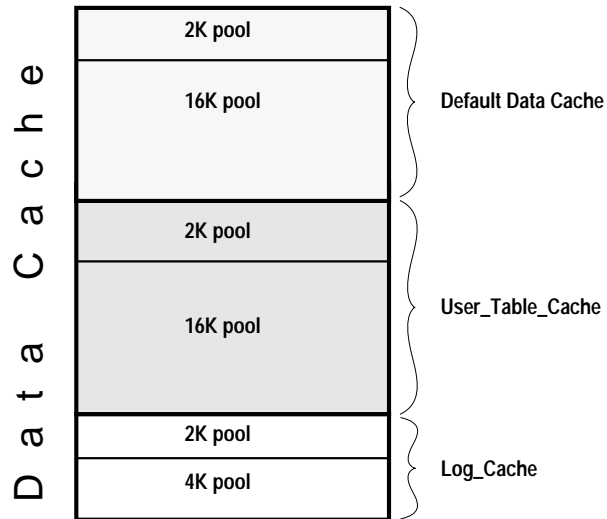 Data Cache
2K pool
16K pool
Default Data Cache
2K pool
16K pool
User_Table_Cache
2K pool
4K pool
Log_Cache